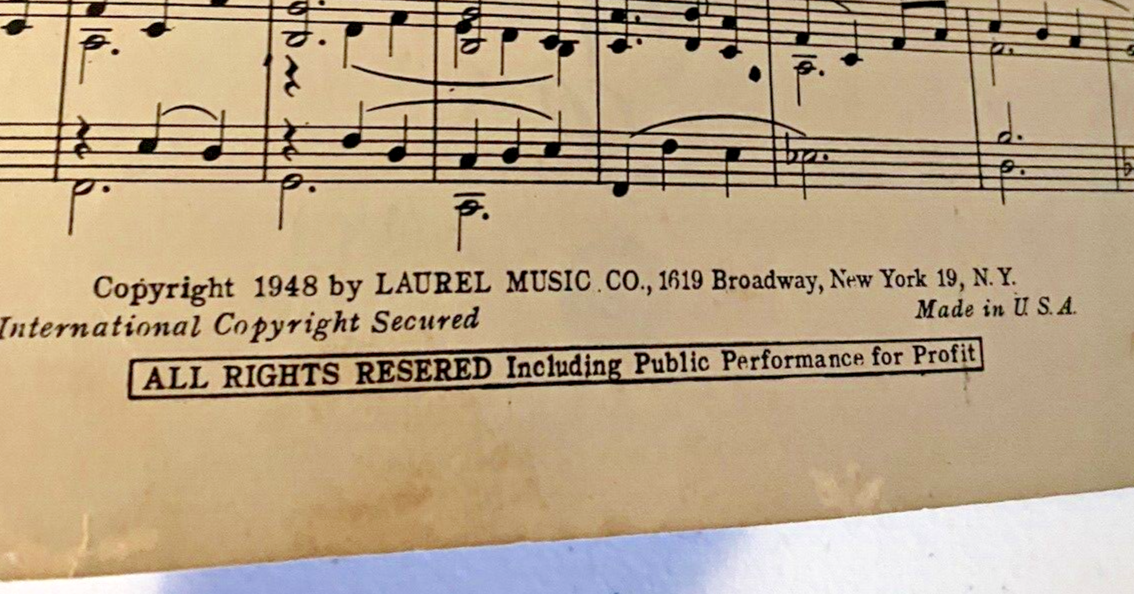 Copyright 1948 by LAUREL MUSIC CO., 1619 Broadway, New York 19, N. Y.
International Copyright Secured
Made in U. S. A.
ALL RIGHTS RESERED Including Public Performance for Profit